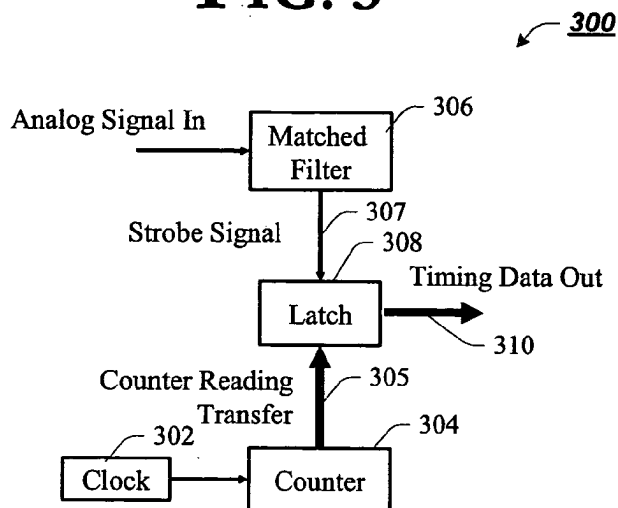 300
Analog Signal In
306
Matched
Filter
307
Strobe Signal
308
Timing Data Out
Latch
310
Counter Reading
Transfer
305
302
304
Clock
Counter